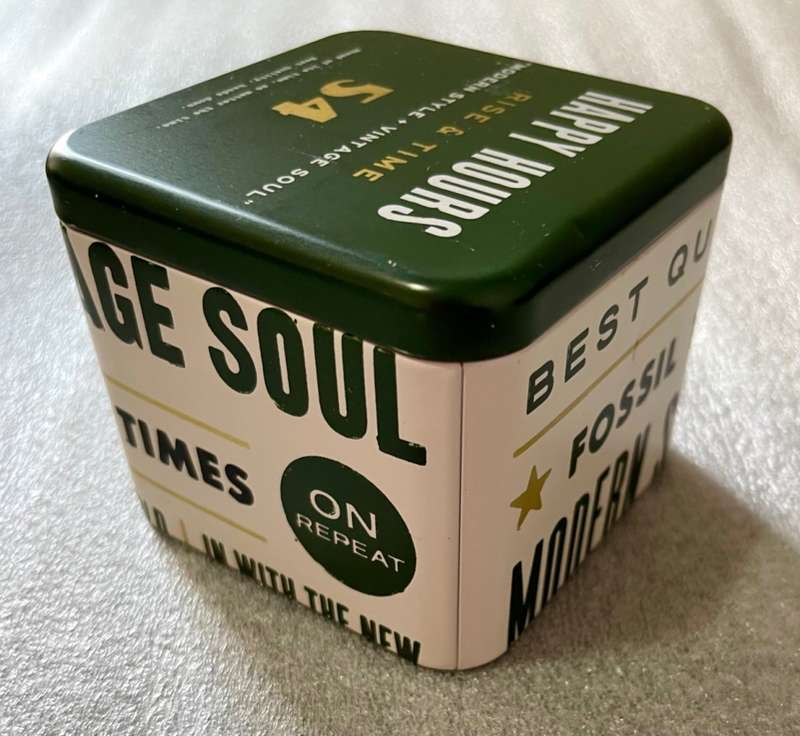 HAPPY HOURS
RISE & TIME
"MODERN STYLE + VINTAGE SOUL"
54
AGE SOUL
TIMES
ON
REPEAT
IN WITH THE NEW
BEST QU
FOSSIL
MODERN